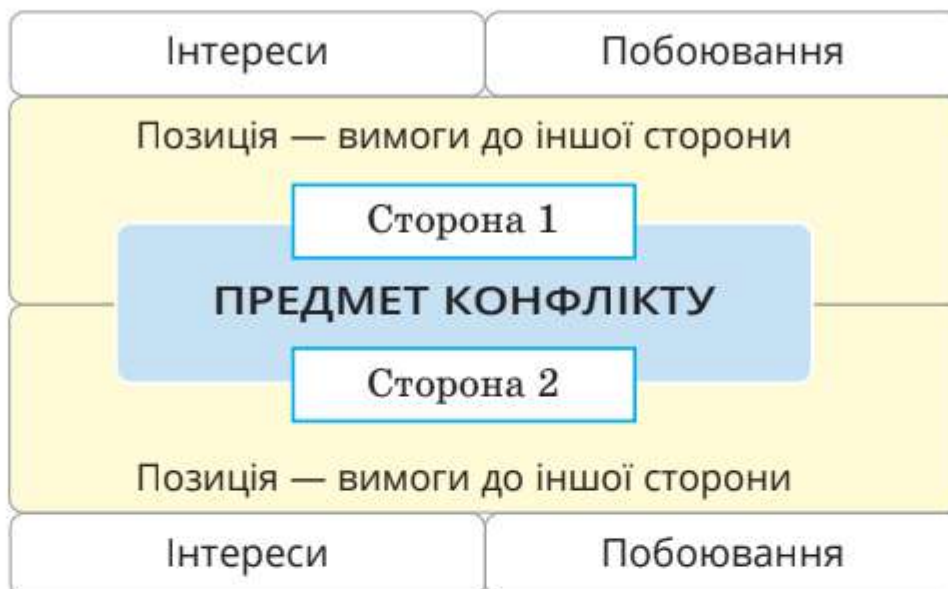 Інтереси Побоювання
Позиція — вимоги до іншої сторони
Сторона 1
ПРЕДМЕТ КОНФЛІКТУ
Сторона 2
Позиція — вимоги до іншої сторони
Інтереси Побоювання